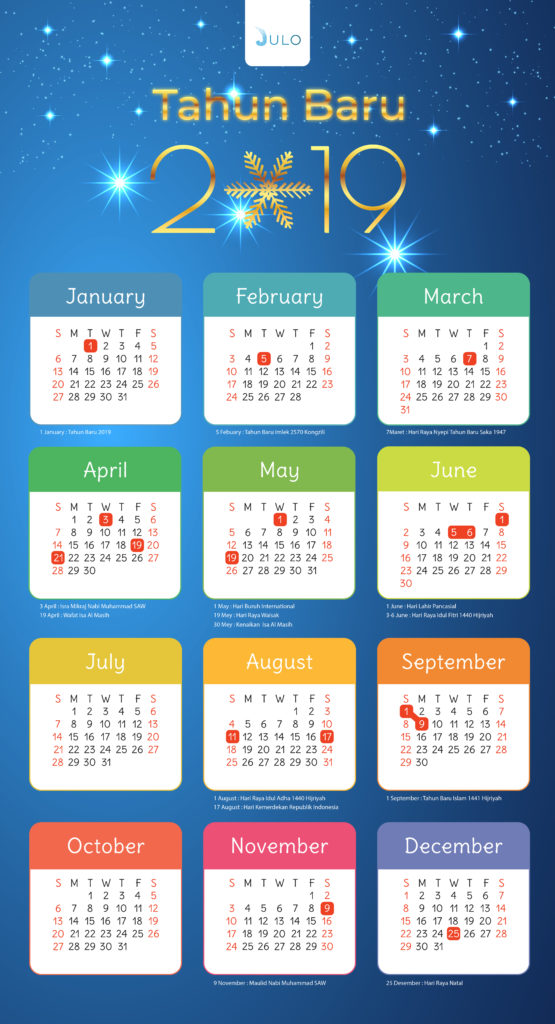 JULO
Tahun Baru
2019
January
S M T W T F S
1 2 3 4 5
6 7 8 9 10 11 12
13 14 15 16 17 18 19
20 21 22 23 24 25 26
27 28 29 30 31
1 January : Tahun Baru 2019
February
S M T W T F S
1 2
3 4 5 6 7 8 9
10 11 12 13 14 15 16
17 18 19 20 21 22 23
24 25 26 27 28
5 Febuary : Tahun Baru Imlek 2570 Kongzili
March
S M T W T F S
1 2
3 4 5 6 7 8 9
10 11 12 13 14 15 16
17 18 19 20 21 22 23
24 25 26 27 28 29 30
31
7Maret : Hari Raya Nyepi Tahun Baru Saka 1947
April
S M T W T F S
1 2 3 4 5 6
7 8 9 10 11 12 13
14 15 16 17 18 19 20
21 22 23 24 25 26 27
28 29 30
3 April : Isra Mikraj Nabi Muhammad SAW
19 April : Wafat Isa Al Masih
May
S M T W T F S
1 2 3 4
5 6 7 8 9 10 11
12 13 14 15 16 17 18
19 20 21 22 23 24 25
26 27 28 29 30 31
1 May : Hari Buruh International
19 Mey : Hari Raya Waisak
30 Mey : Kenaikan Isa Al Masih
June
S M T W T F S
1
2 3 4 5 6 7 8
9 10 11 12 13 14 15
16 17 18 19 20 21 22
23 24 25 26 27 28 29
30
1 June : Hari Lahir Pancasial
3-6 June : Hari Raya idul Fitri 1440 Hijriyah
July
S M T W T F S
1 2 3 4 5 6
7 8 9 10 11 12 13
14 15 16 17 18 19 20
21 22 23 24 25 26 27
28 29 30 31
August
S M T W T F S
1 2 3
4 5 6 7 8 9 10
11 12 13 14 15 16 17
18 19 20 21 22 23 24
25 26 27 28 29 30 31
1 August : Hari Raya Idul Adha 1440 Hijriyah
17 August : Hari Kemerdekan Republik indonesia
September
S M T W T F S
1 2 3 4 5 6 7
8 9 10 11 12 13 14
15 16 17 18 19 20 21
22 23 24 25 26 27 28
29 30
1 September : Tahun Baru Islam 1441 Hijriyah
October
S M T W T F S
1 2 3 4 5
6 7 8 9 10 11 12
13 14 15 16 17 18 19
20 21 22 23 24 25 26
27 28 29 30 31
November
S M T W T F S
1 2
3 4 5 6 7 8 9
10 11 12 13 14 15 16
17 18 19 20 21 22 23
24 25 26 27 28 29 30
9 November : Maulid Nabi Muhammad SAW
December
S M T W T F S
1 2 3 4 5 6 7
8 9 10 11 12 13 14
15 16 17 18 19 20 21
22 23 24 25 26 27 28
29 30 31
25 Desember : Hari Raya Natal